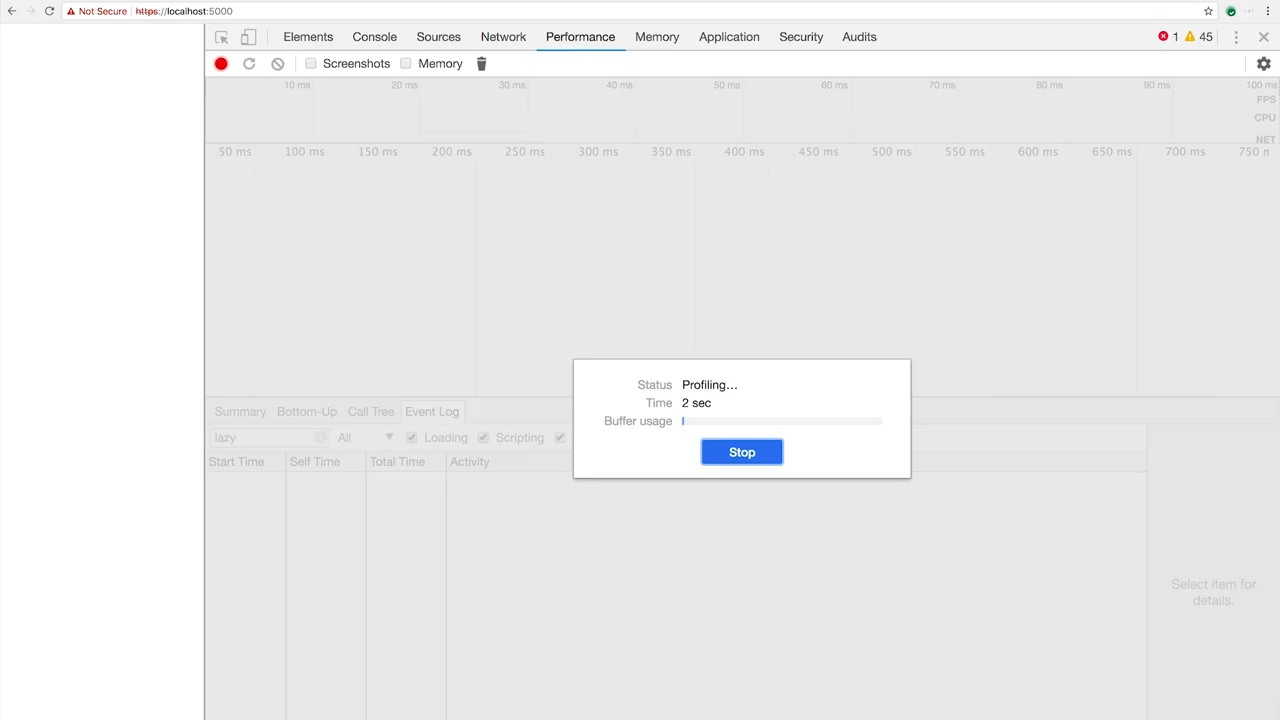 Not Secure https://localhost:5000
Elements Console Sources Network Performance Memory Application Security Audits 1 45
Screenshots Memory
10 ms 20 ms 30 ms 40 ms 50 ms 60 ms 70 ms 80 ms 90 ms 100 ms
FPS
CPU
NET
50 ms 100 ms 150 ms 200 ms 250 ms 300 ms 350 ms 400 ms 450 ms 500 ms 550 ms 600 ms 650 ms 700 ms 750 m
Status Profiling…
Time 2 sec
Buffer usage
Stop
Summary Bottom-Up Call Tree Event Log
lazy All Loading Scripting
Start Time Self Time Total Time Activity
Select item for
details.